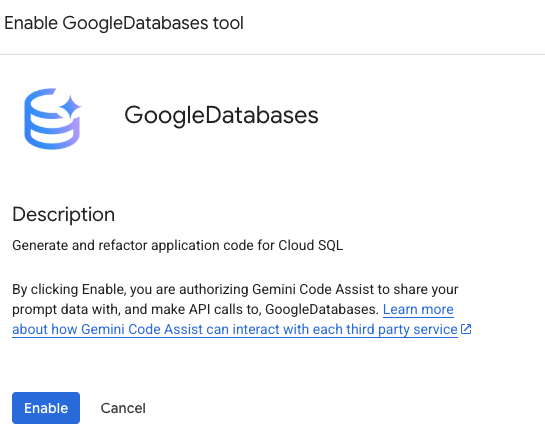 Enable GoogleDatabases tool
GoogleDatabases
Description
Generate and refactor application code for Cloud SQL
By clicking Enable, you are authorizing Gemini Code Assist to share your
prompt data with, and make API calls to, GoogleDatabases. Learn more
about how Gemini Code Assist can interact with each third party service
Enable Cancel